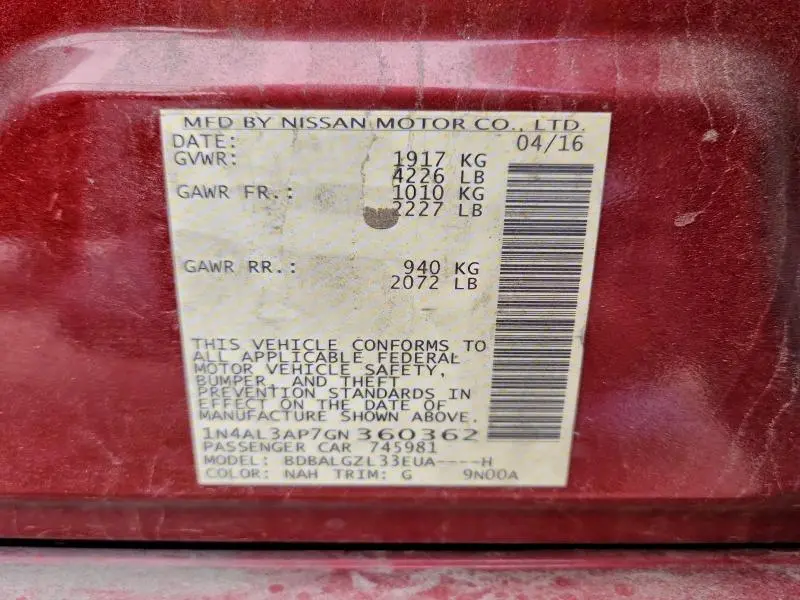 MFD BY NISSAN MOTOR CO., LTD.
DATE: 04/16
GVWR: 1917 KG
4226 LB
GAWR FR.: 1010 KG
2227 LB
GAWR RR.: 940 KG
2072 LB
THIS VEHICLE CONFORMS TO
ALL APPLICABLE FEDERAL
MOTOR VEHICLE SAFETY,
BUMPER, AND THEFT
PREVENTION STANDARDS IN
EFFECT ON THE DATE OF
MANUFACTURE SHOWN ABOVE.
1N4AL3AP7GN 360362
PASSENGER CAR 745981
MODEL: BDBALGZL33EUA----H
COLOR: NAH TRIM: G 9N00A